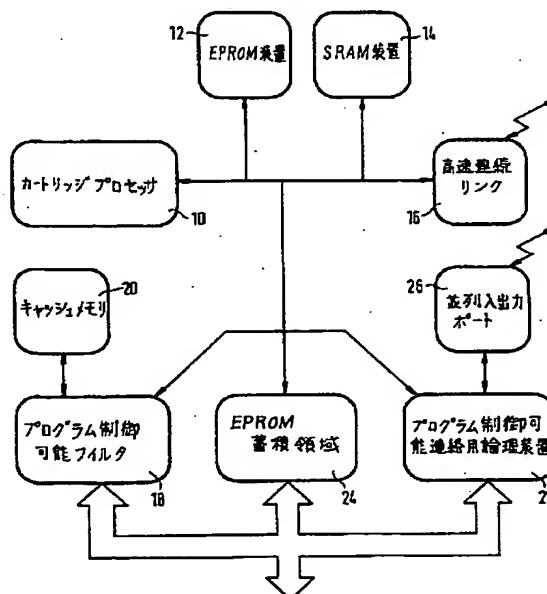 12
EPROM装置
14
SRAM装置
カートリッジプロセッサ
10
高速連続
リンク
16
20
キャッシュメモリ
26
並列入出力
ポート
プログラム制御
可能フィルタ
18
EPROM
蓄積領域
24
プログラム制御可
能連絡用論理装置